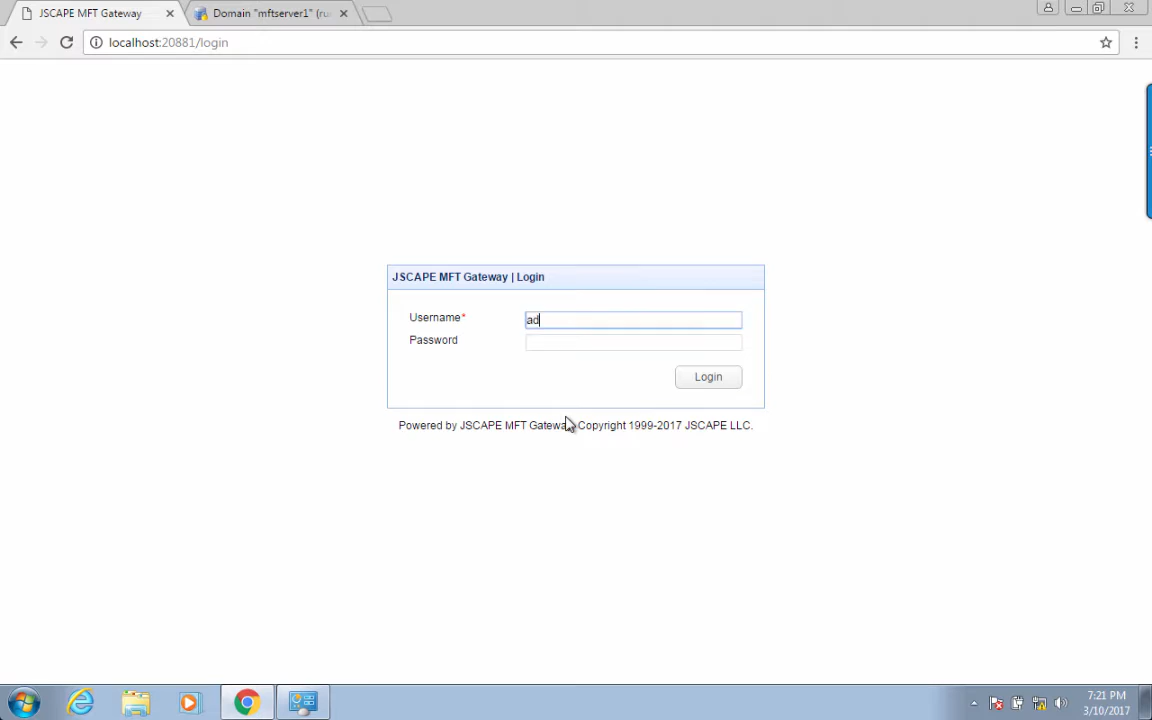 JSCAPE MFT Gateway
Domain "mftserver1" (ru
localhost:20881/login
JSCAPE MFT Gateway | Login
Username*
ad
Password
Login
Powered by JSCAPE MFT Gateway Copyright 1999-2017 JSCAPE LLC.
7:21 PM
3/10/2017